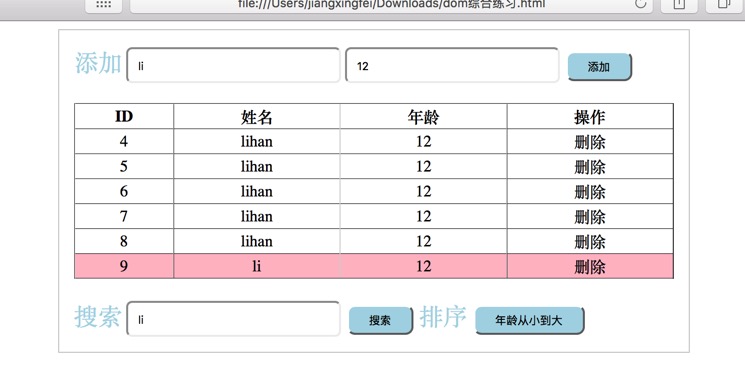 file:///Users/jiangxingfei/Downloads/dom综合练习.html
添加 li 12 添加
ID 姓名 年龄 操作
4 lihan 12 删除
5 lihan 12 删除
6 lihan 12 删除
7 lihan 12 删除
8 lihan 12 删除
9 li 12 删除
搜索 li 搜索 排序 年龄从小到大